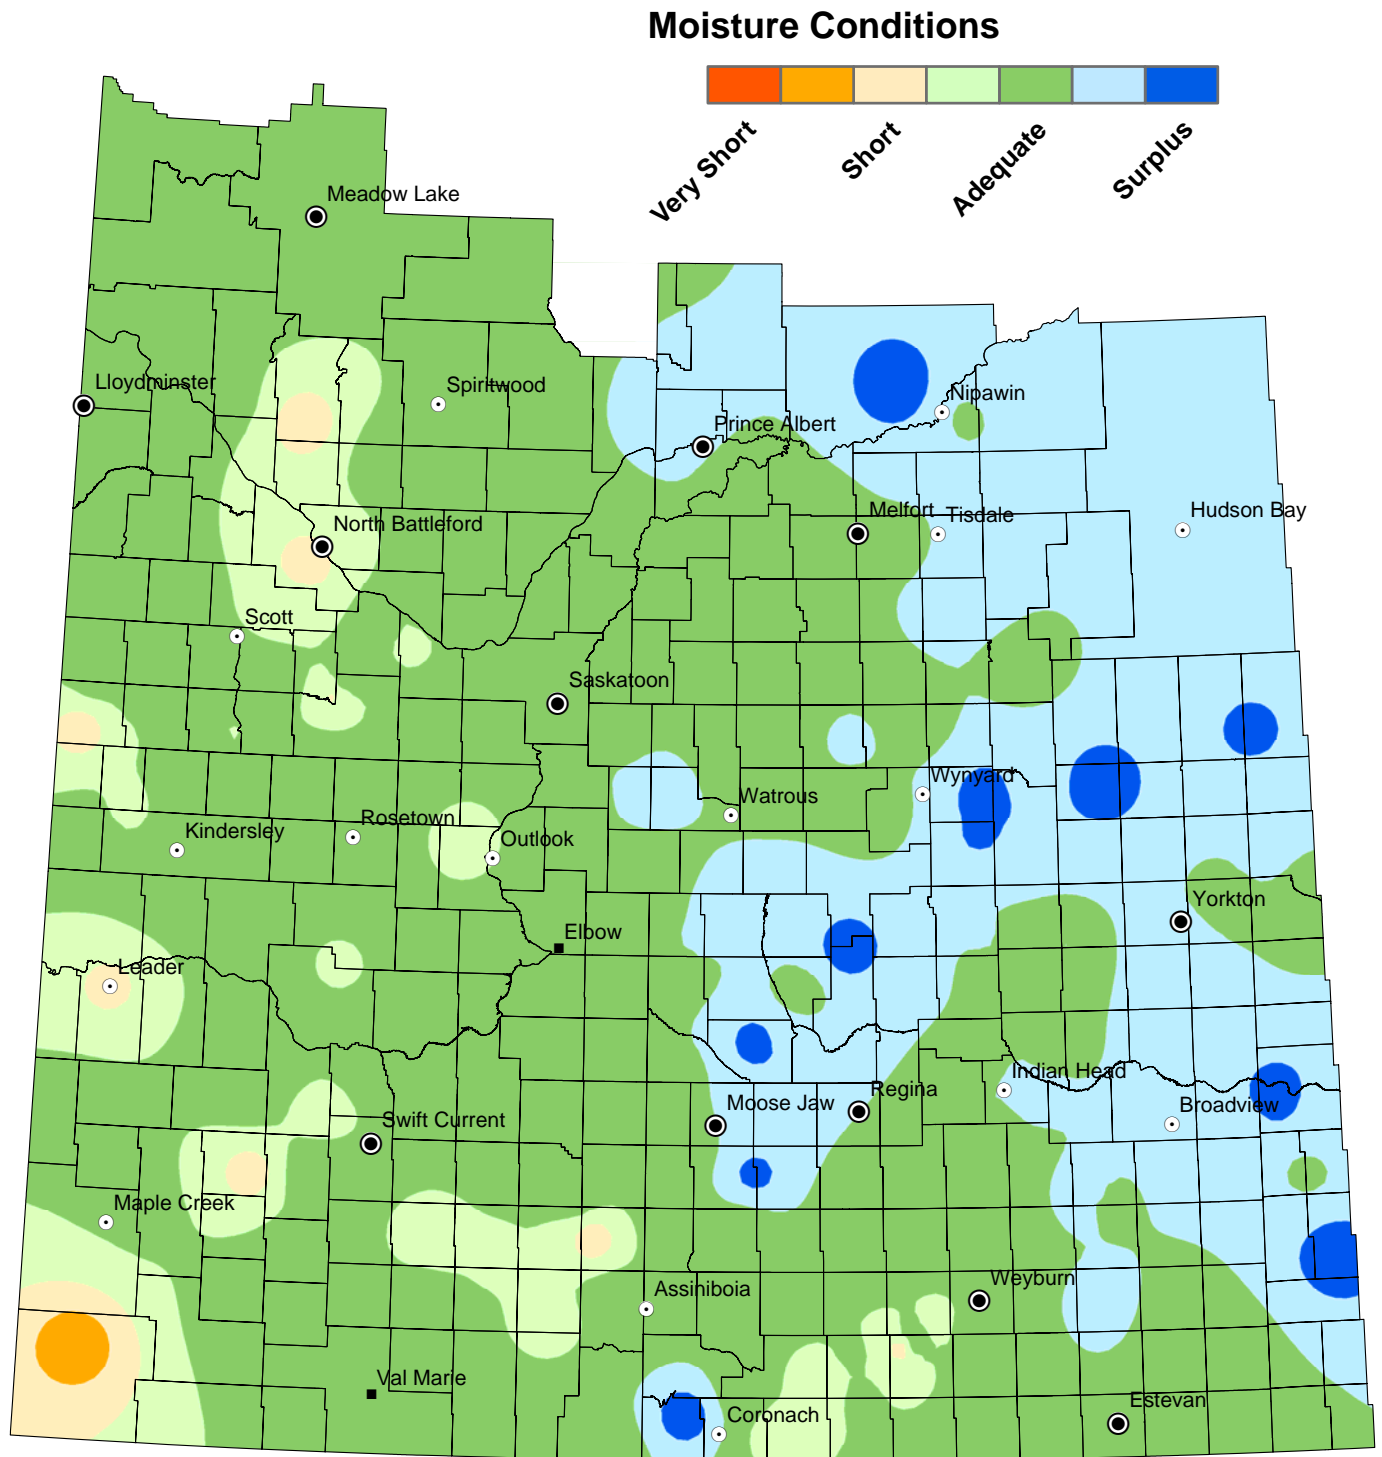 Moisture Conditions
Very Short
Short
Adequate
Surplus
Meadow Lake
Lloydminster
Spiritwood
Nipawin
Prince Albert
North Battleford
Melfort
Tisdale
Hudson Bay
Scott
Saskatoon
Wynyard
Watrous
Rosetown
Kindersley
Outlook
Yorkton
Elbow
Leader
Indian Head
Regina
Moose Jaw
Broadview
Swift Current
Maple Creek
Weyburn
Assiniboia
Val Marie
Estevan
Coronach